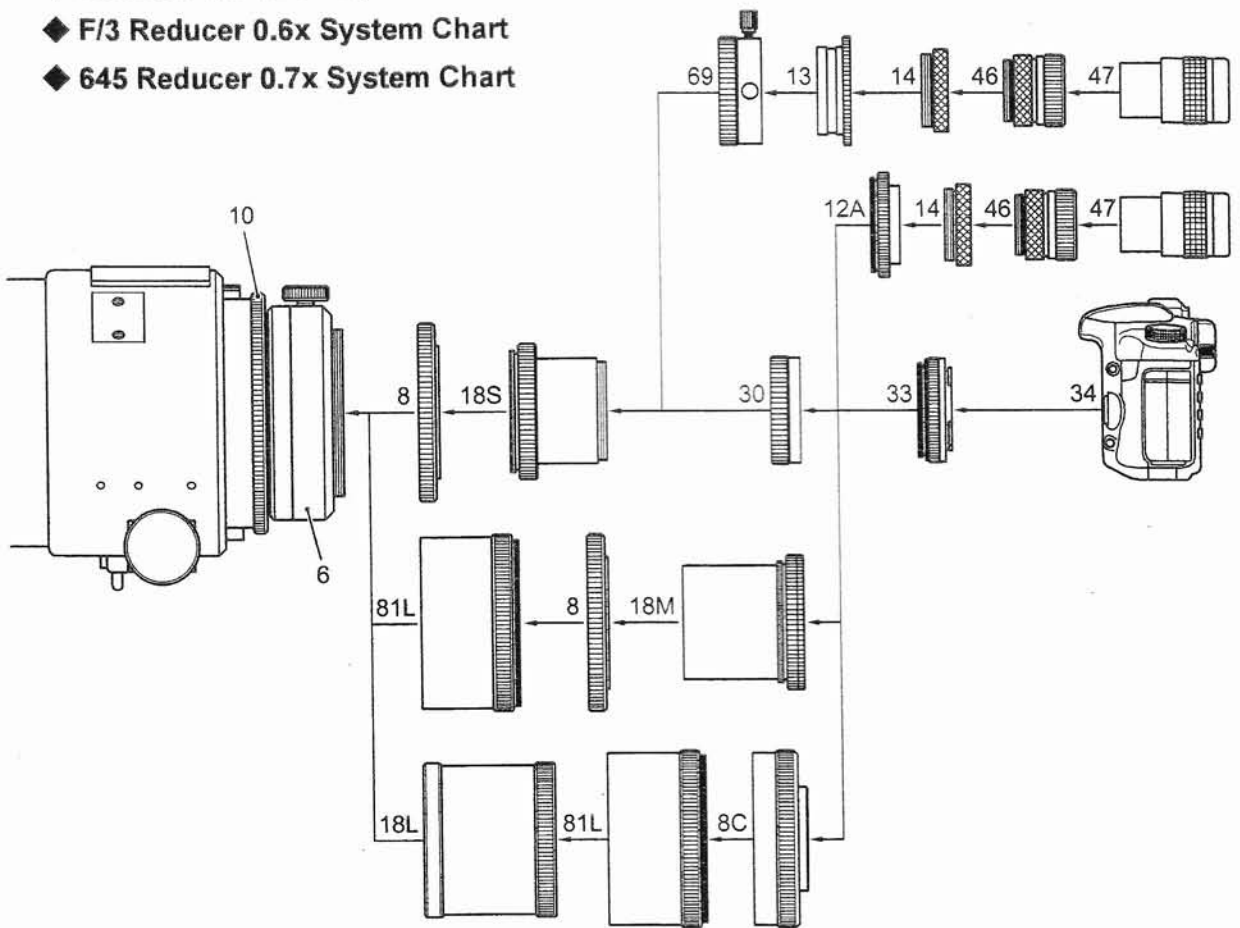 ◆ F/3 Reducer 0.6x System Chart
◆ 645 Reducer 0.7x System Chart
69
13
14
46
47
10
12A
14
46
47
8
18S
30
33
34
6
81L
8
18M
18L
81L
8C